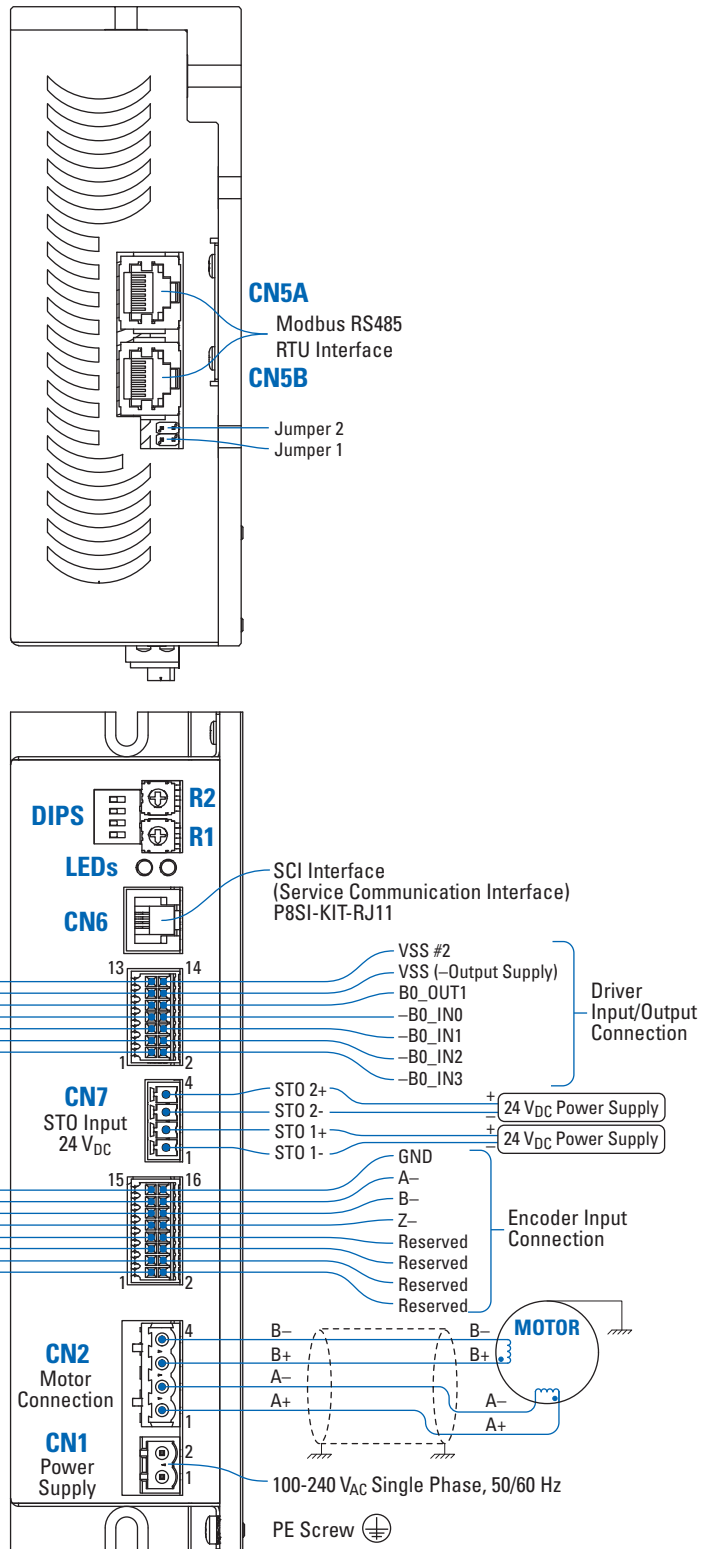 CN5A
Modbus RS485
RTU Interface
CN5B
Jumper 2
Jumper 1
DIPS
R2
R1
LEDs
SCI Interface
(Service Communication Interface)
P8SI-KIT-RJ11
CN6
13
14
1
2
VSS #2
VSS (–Output Supply)
B0_OUT1
–B0_IN0
–B0_IN1
–B0_IN2
–B0_IN3
Driver
Input/Output
Connection
CN7
STO Input
24 VDC
4
1
STO 2+
STO 2-
STO 1+
STO 1-
+
–
24 VDC Power Supply
+
–
24 VDC Power Supply
15
16
1
2
GND
A–
B–
Z–
Reserved
Reserved
Reserved
Reserved
Encoder Input
Connection
CN2
Motor
Connection
4
1
B–
B+
A–
A+
B–
B+
A–
A+
MOTOR
CN1
Power
Supply
2
1
100-240 VAC Single Phase, 50/60 Hz
PE Screw